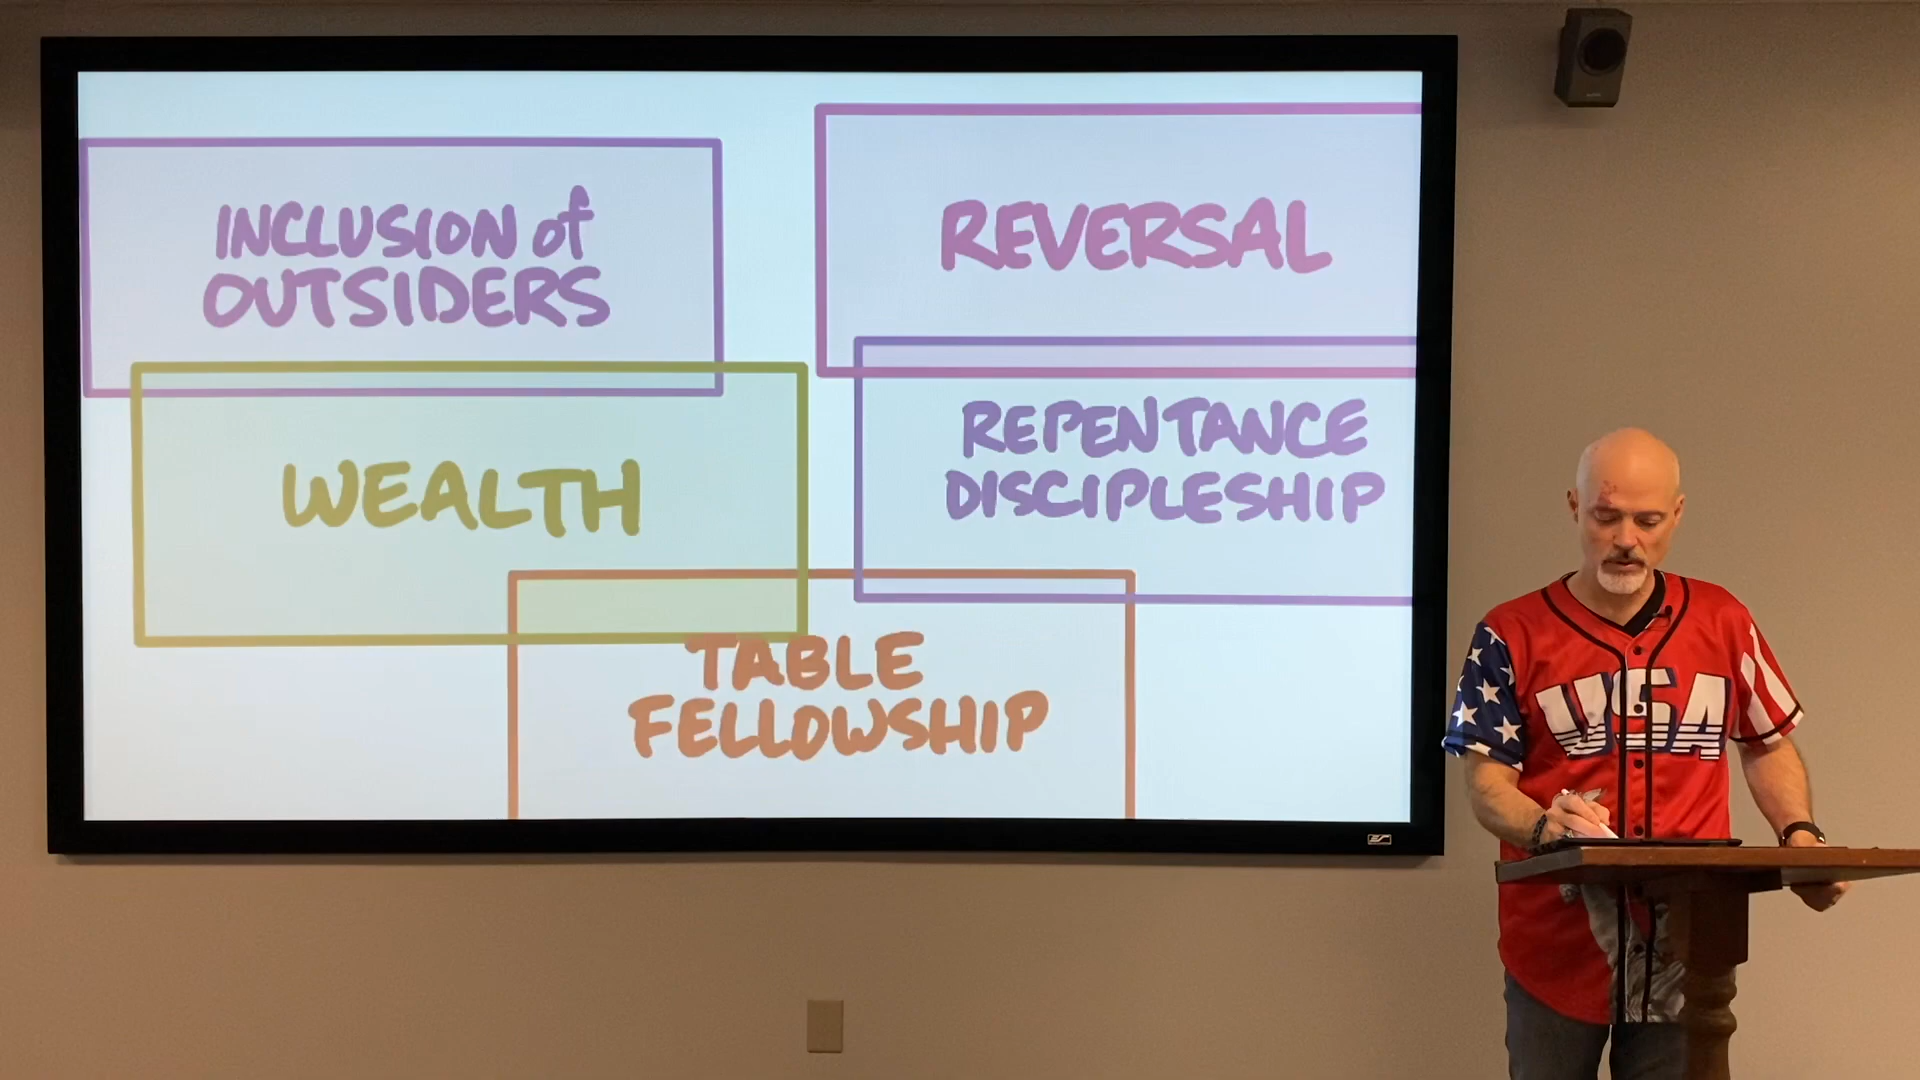 INCLUSION of
OUTSIDERS
REVERSAL
WEALTH
REPENTANCE
DISCIPLESHIP
TABLE
FELLOWSHIP
USA